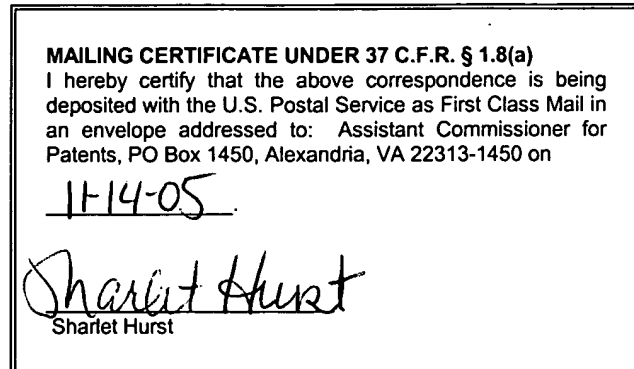 MAILING CERTIFICATE UNDER 37 C.F.R. § 1.8(a)
I hereby certify that the above correspondence is being
deposited with the U.S. Postal Service as First Class Mail in
an envelope addressed to: Assistant Commissioner for
Patents, PO Box 1450, Alexandria, VA 22313-1450 on
11-14-05.
Sharlet Hurst
Sharlet Hurst